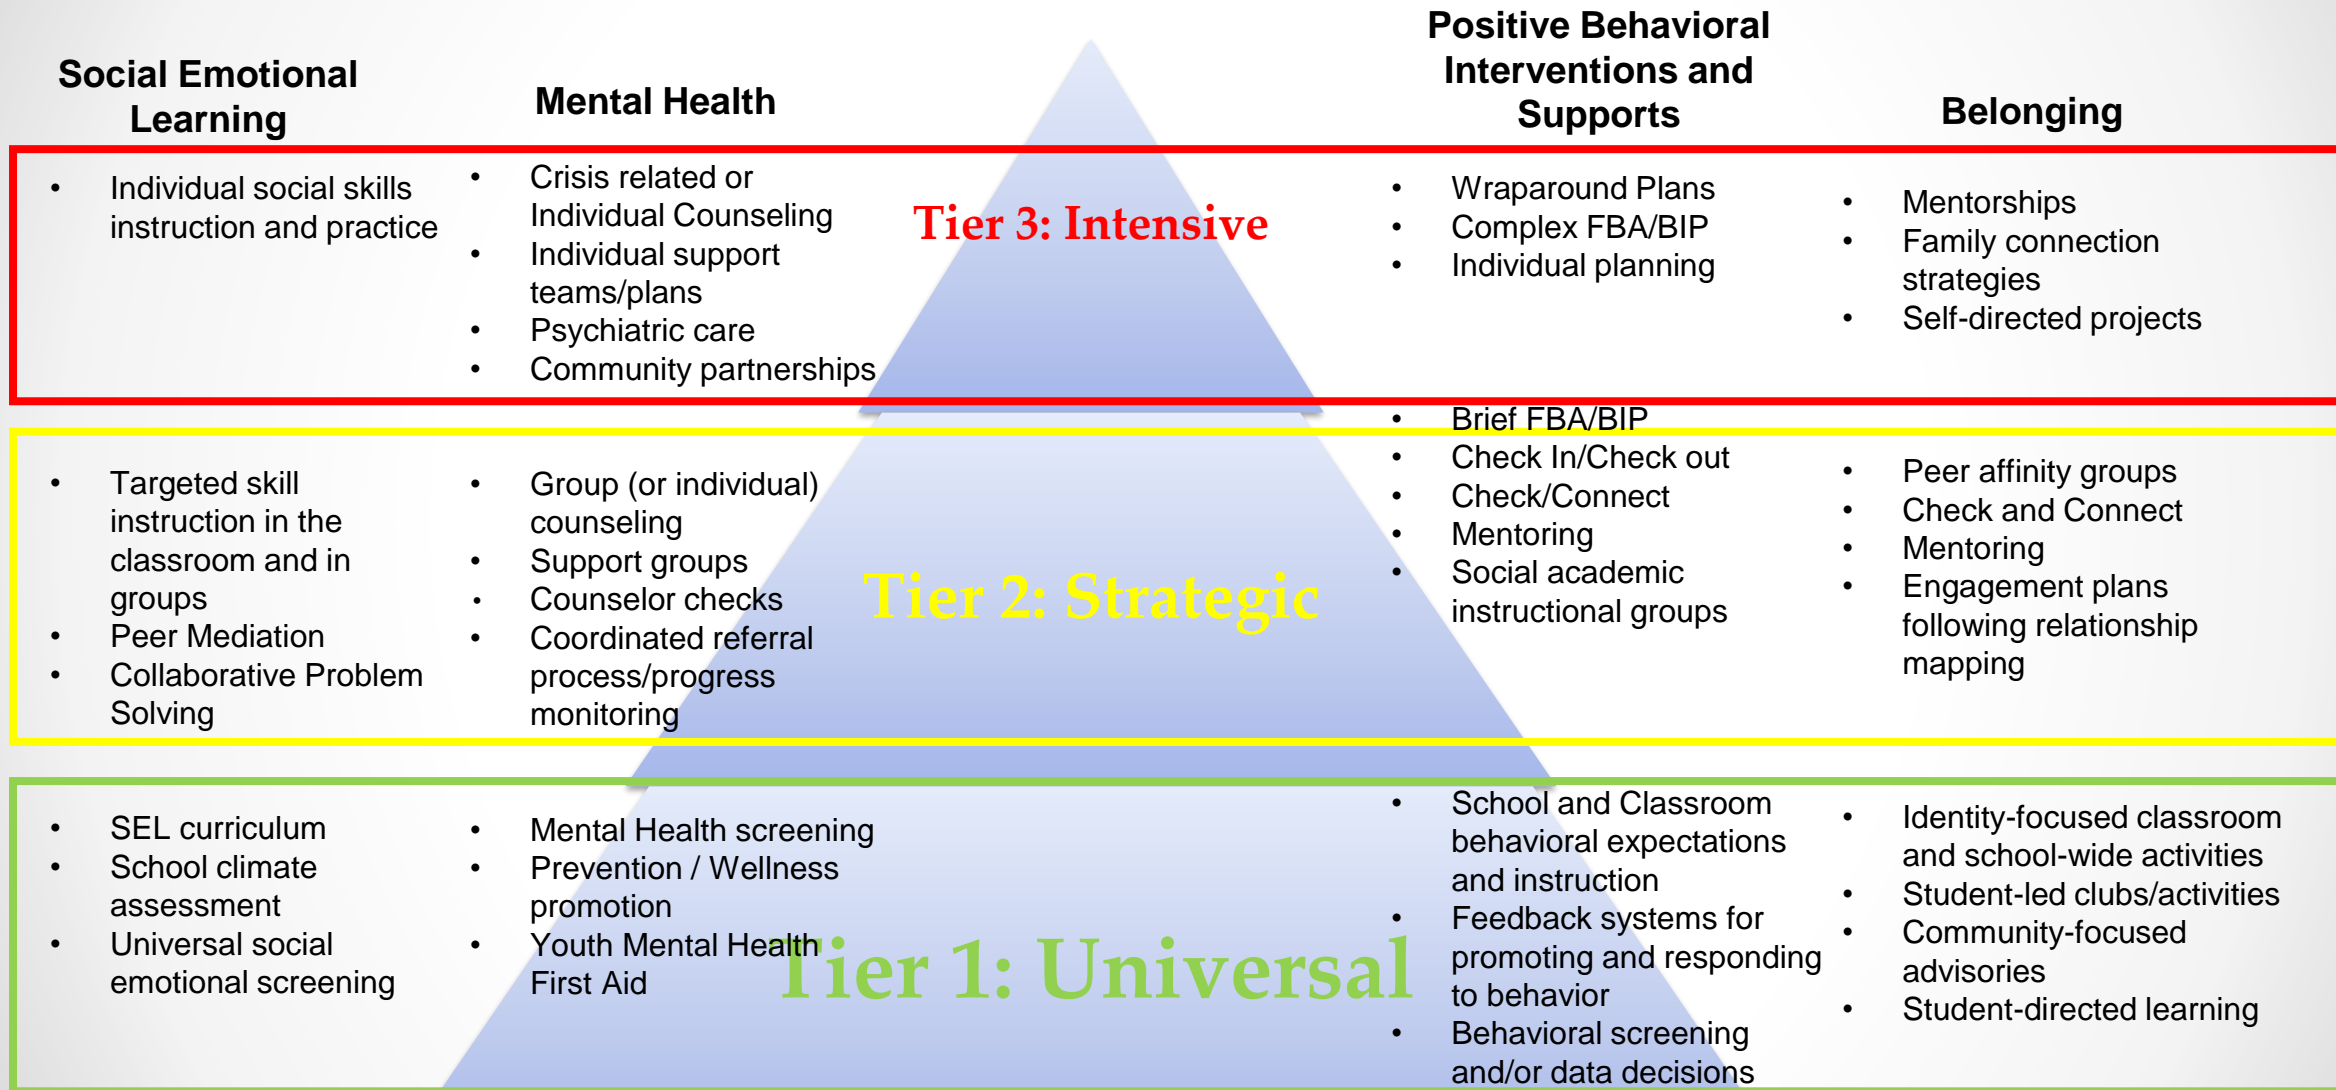 Social Emotional
Learning
Mental Health
Positive Behavioral
Interventions and
Supports
Belonging
• Individual social skills
instruction and practice
• Crisis related or
Individual Counseling
• Individual support
teams/plans
• Psychiatric care
• Community partnerships
Tier 3: Intensive
• Wraparound Plans
• Complex FBA/BIP
• Individual planning
• Mentorships
• Family connection
strategies
• Self-directed projects
• Targeted skill
instruction in the
classroom and in
groups
• Peer Mediation
• Collaborative Problem
Solving
• Group (or individual)
counseling
• Support groups
• Counselor checks
• Coordinated referral
process/progress
monitoring
Tier 2: Strategic
• Brief FBA/BIP
• Check In/Check out
• Check/Connect
• Mentoring
• Social academic
instructional groups
• Peer affinity groups
• Check and Connect
• Mentoring
• Engagement plans
following relationship
mapping
• SEL curriculum
• School climate
assessment
• Universal social
emotional screening
• Mental Health screening
• Prevention / Wellness
promotion
• Youth Mental Health
First Aid
Tier 1: Universal
• School and Classroom
behavioral expectations
and instruction
• Feedback systems for
promoting and responding
to behavior
• Behavioral screening
and/or data decisions
• Identity-focused classroom
and school-wide activities
• Student-led clubs/activities
• Community-focused
advisories
• Student-directed learning